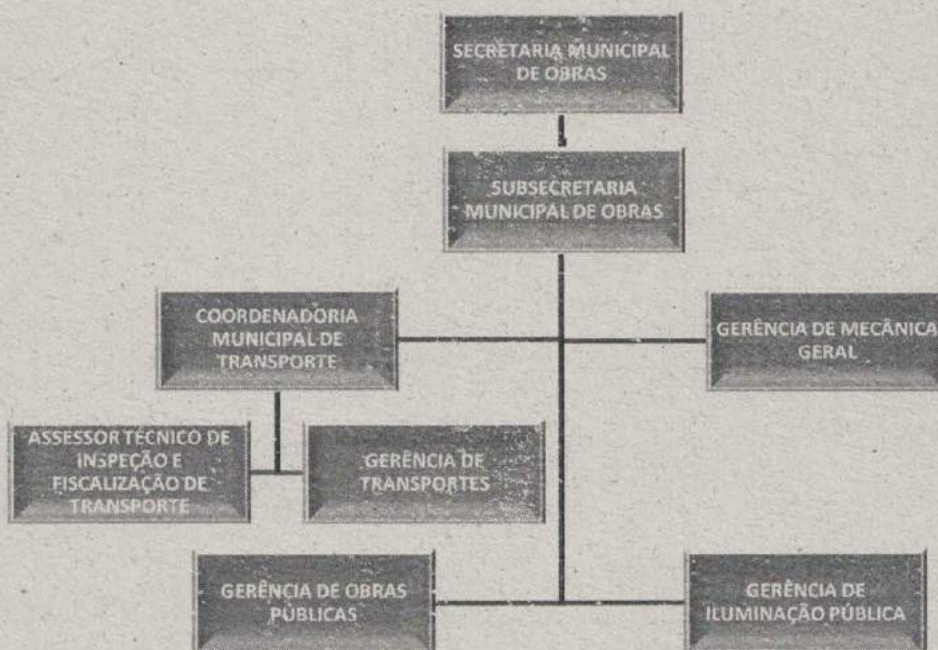 SECRETARIA MUNICIPAL
DE OBRAS
SUBSECRETARIA
MUNICIPAL DE OBRAS
COORDENADORIA
MUNICIPAL DE
TRANSPORTE
GERÊNCIA DE MECÂNICA
GERAL
ASSESSOR TÉCNICO DE
INSPEÇÃO E
FISCALIZAÇÃO DE
TRANSPORTE
GERÊNCIA DE
TRANSPORTES
GERÊNCIA DE OBRAS
PÚBLICAS
GERÊNCIA DE
ILUMINAÇÃO PÚBLICA